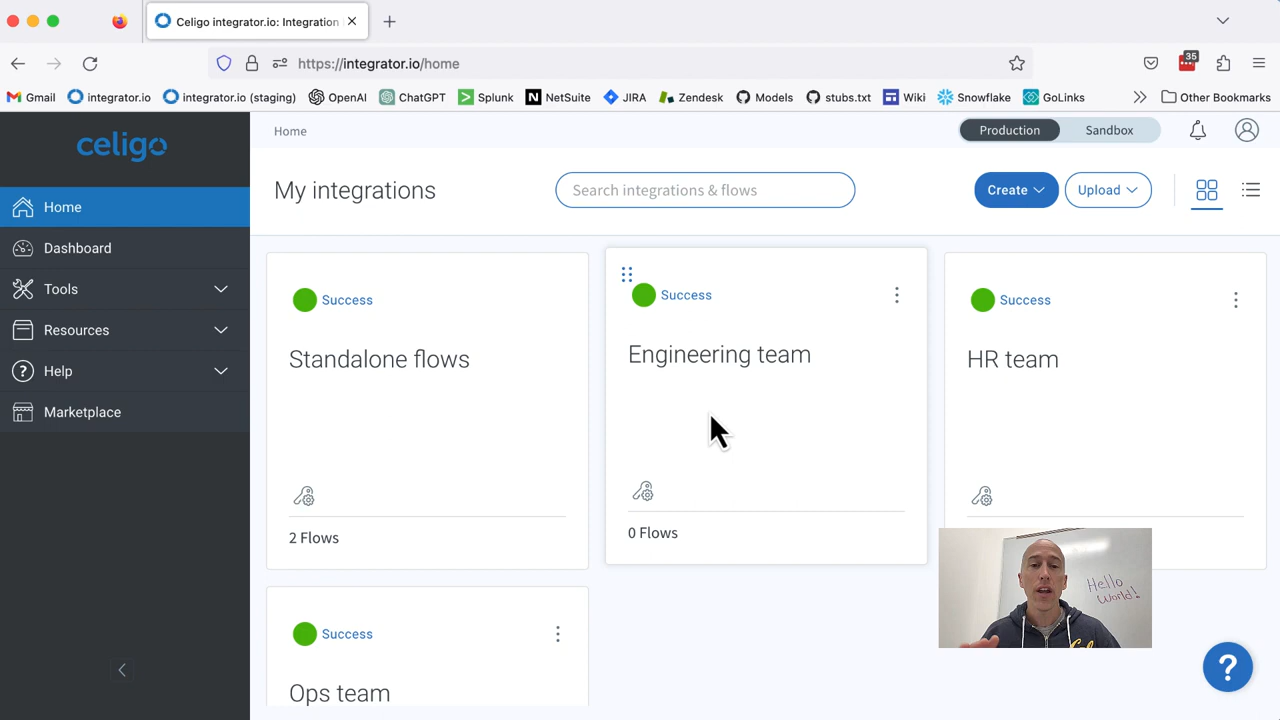 Celigo integrator.io: Integration
https://integrator.io/home
Gmail integrator.io integrator.io (staging) OpenAI ChatGPT Splunk NetSuite JIRA Zendesk Models stubs.txt Wiki Snowflake GoLinks Other Bookmarks
35
celigo
Home
Production Sandbox
My integrations
Search integrations & flows
Create
Upload
Home
Dashboard
Tools
Resources
Help
Marketplace
Success
Standalone flows
2 Flows
Success
Engineering team
0 Flows
Success
HR team
Success
Ops team
Hello
World!
?